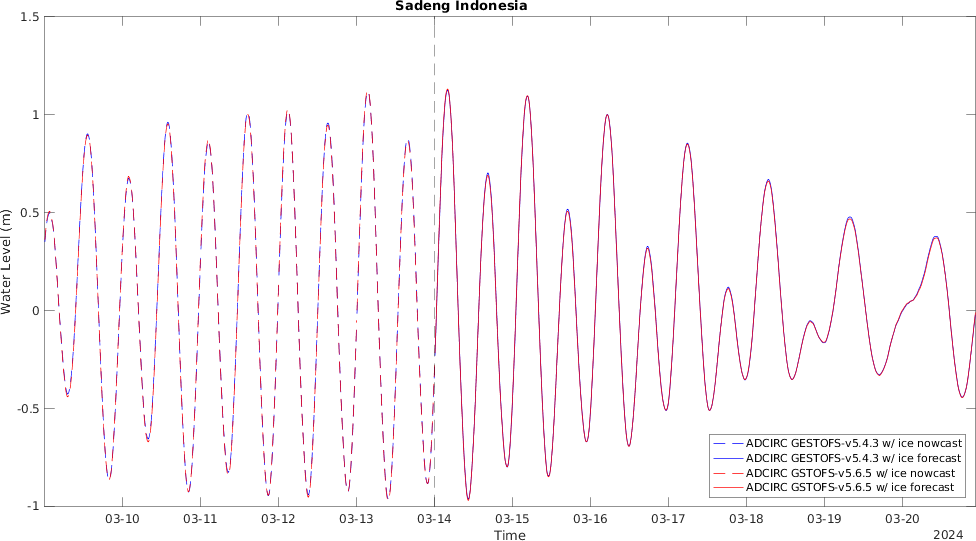 Sadeng Indonesia
Water Level (m)
1.5
1
0.5
0
-0.5
-1
03-10 03-11 03-12 03-13 03-14 03-15 03-16 03-17 03-18 03-19 03-20
Time
2024
ADCIRC GESTOFS-v5.4.3 w/ ice nowcast
ADCIRC GESTOFS-v5.4.3 w/ ice forecast
ADCIRC GSTOFS-v5.6.5 w/ ice nowcast
ADCIRC GSTOFS-v5.6.5 w/ ice forecast